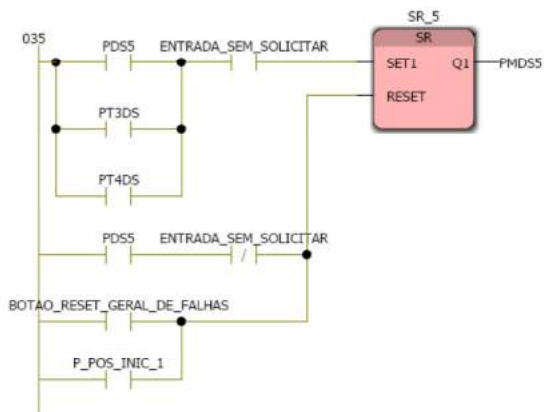 SR_5
035
PDS5 ENTRADA_SEM_SOLICITAR
SR
SET1 Q1 PMDS5
RESET
PT3DS
PT4DS
PDS5 ENTRADA_SEM_SOLICITAR
/
BOTAO_RESET_GERAL_DE_FALHAS
P_POS_INIC_1